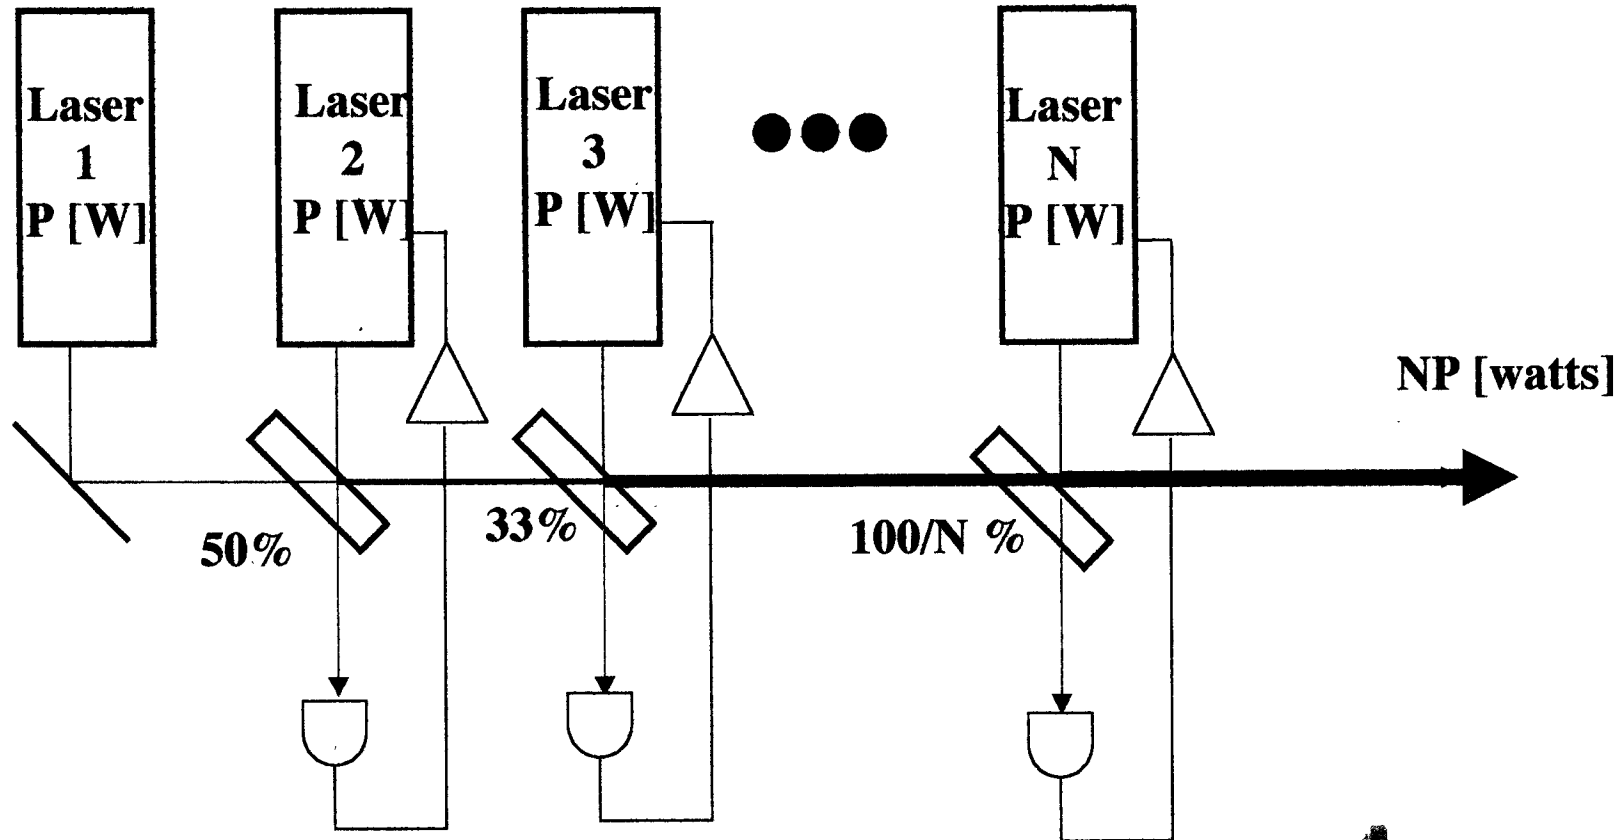 Laser
1
P [W]
Laser
2
P [W]
Laser
3
P [W]
Laser
N
P [W]
NP [watts]
50%
33%
100/N %